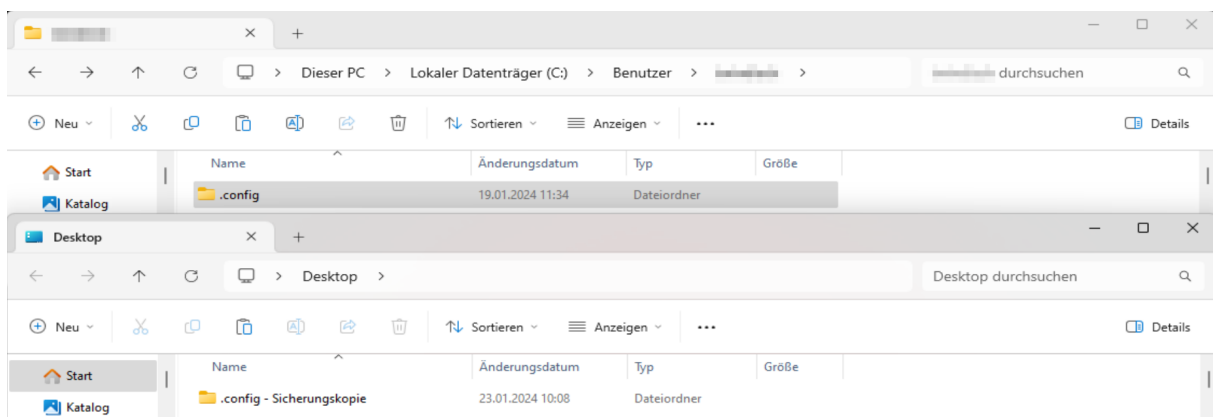 Dieser PC > Lokaler Datenträger (C:) > Benutzer > >
durchsuchen
Neu
Sortieren
Anzeigen
Details
Start
Katalog
Name Änderungsdatum Typ Größe
.config 19.01.2024 11:34 Dateiordner
Desktop
Desktop >
Desktop durchsuchen
Neu
Sortieren
Anzeigen
Details
Start
Katalog
Name Änderungsdatum Typ Größe
.config - Sicherungskopie 23.01.2024 10:08 Dateiordner